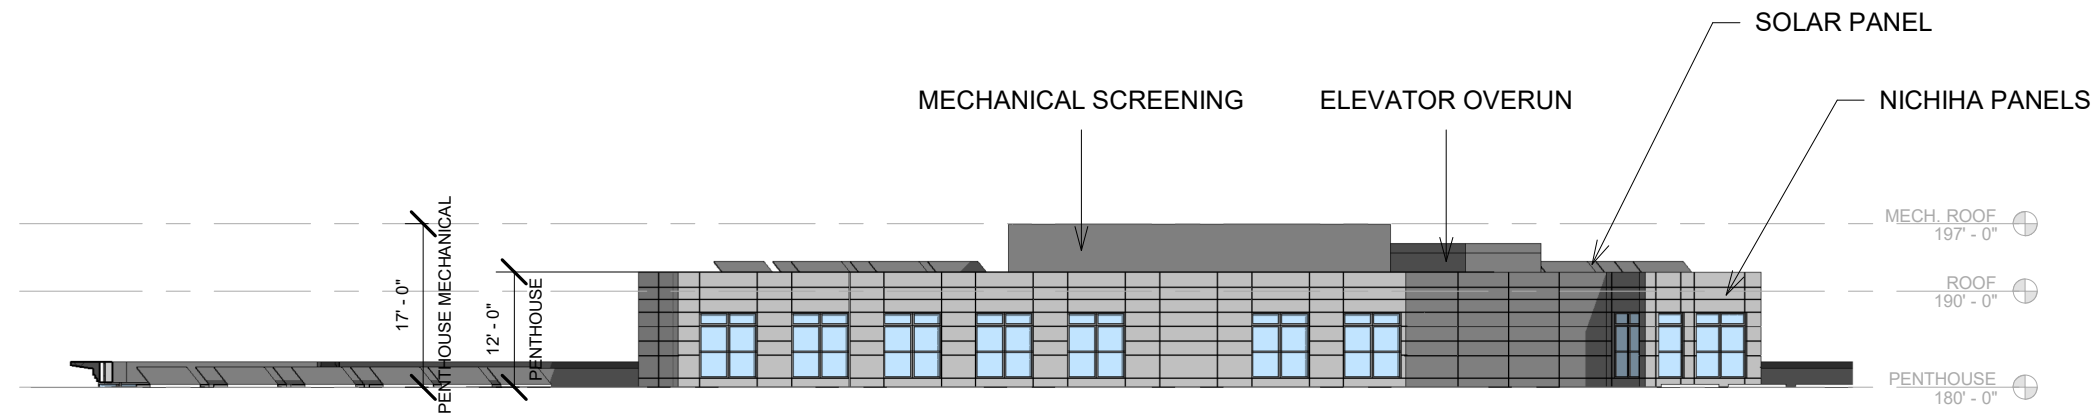 SOLAR PANEL
MECHANICAL SCREENING
ELEVATOR OVERUN
NICHIHA PANELS
MECH. ROOF
197' - 0"
17' - 0"
PENTHOUSE MECHANICAL
12' - 0"
PENTHOUSE
ROOF
190' - 0"
PENTHOUSE
180' - 0"